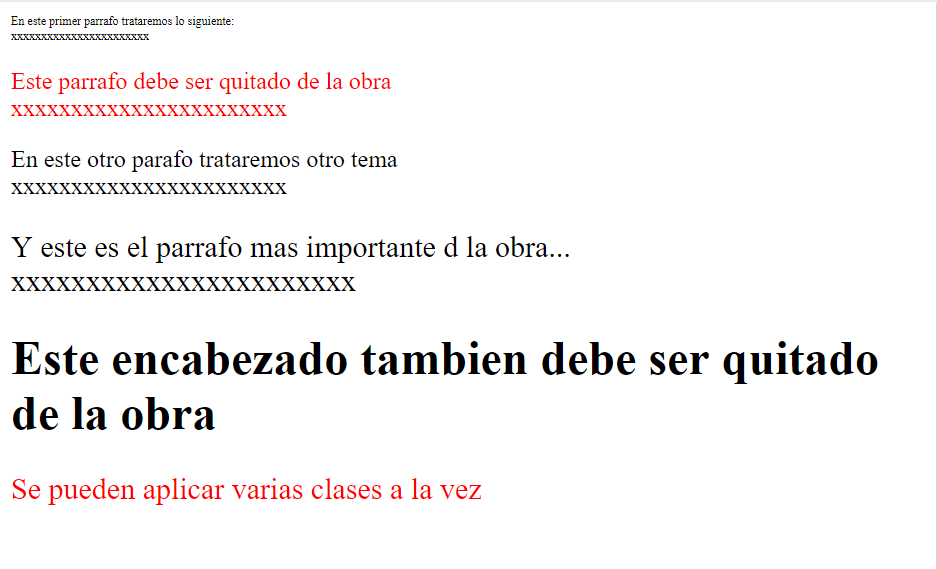 En este primer parrafo trataremos lo siguiente:
xxxxxxxxxxxxxxxxxxxxxxx
Este parrafo debe ser quitado de la obra
xxxxxxxxxxxxxxxxxxxxxxx
En este otro parafo trataremos otro tema
xxxxxxxxxxxxxxxxxxxxxxx
Y este es el parrafo mas importante d la obra...
xxxxxxxxxxxxxxxxxxxxxxx
Este encabezado tambien debe ser quitado
de la obra
Se pueden aplicar varias clases a la vez